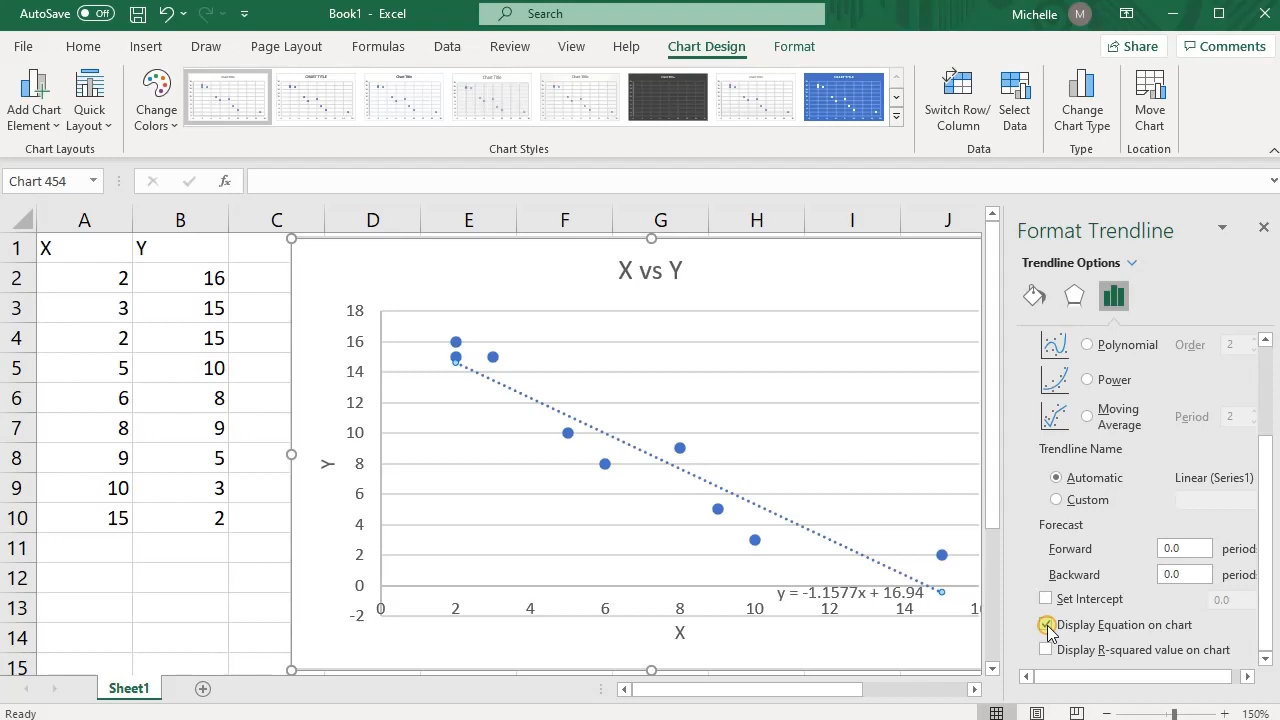 AutoSave Off Book1 - Excel Search Michelle M
File Home Insert Draw Page Layout Formulas Data Review View Help Chart Design Format Share Comments
Add Chart Element Quick Layout Change Colors Switch Row/ Column Select Data Change Chart Type Move Chart
Chart Layouts Chart Styles Data Type Location
Chart 454 fx
A B C D E F G H I J
1 X Y
2 2 16
3 3 15
4 2 15
5 5 10
6 6 8
7 8 9
8 9 5
9 10 3
10 15 2
11
12
13
14
15
X vs Y
18
16
14
12
10
8
6
4
2
0
-2
Y
y = -1.1577x + 16.94
0 2 4 6 8 10 12 14
X
Format Trendline
Trendline Options
Polynomial Order 2
Power
Moving Average Period 2
Trendline Name
Automatic Linear (Series1)
Custom
Forecast
Forward 0.0 period
Backward 0.0 period
Set Intercept 0.0
Display Equation on chart
Display R-squared value on chart
Sheet1
Ready 150%